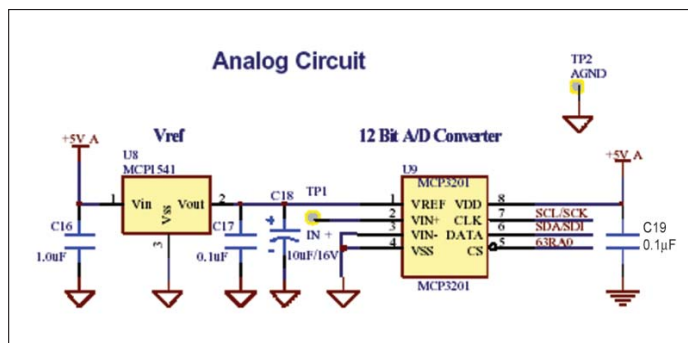 Analog Circuit
TP2
AGND
+5V_A
Vref
12 Bit A/D Converter
+5V_A
U8
MCP1541
U9
MCP3201
1
Vin
Vout
2
Vss
3
C16
1.0uF
C17
0.1uF
C18
+
-
10uF/16V
TP1
IN +
1
VREF
VDD
8
2
VIN+
CLK
7
SCL/SCK
3
VIN-
DATA
6
SDA/SDI
4
VSS
CS
5
63RA0
MCP3201
C19
0.1µF